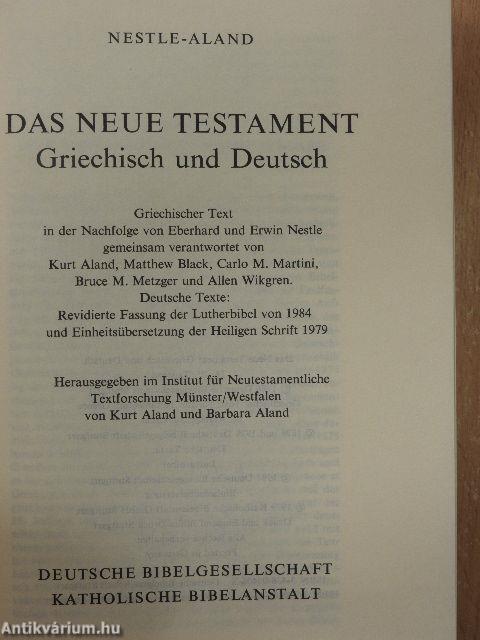 NESTLE-ALAND
DAS NEUE TESTAMENT
Griechisch und Deutsch
Griechischer Text
in der Nachfolge von Eberhard und Erwin Nestle
gemeinsam verantwortet von
Kurt Aland, Matthew Black, Carlo M. Martini,
Bruce M. Metzger und Allen Wikgren.
Deutsche Texte:
Revidierte Fassung der Lutherbibel von 1984
und Einheitsübersetzung der Heiligen Schrift 1979
Herausgegeben im Institut für Neutestamentliche
Textforschung Münster/Westfalen
von Kurt Aland und Barbara Aland
DEUTSCHE BIBELGESELLSCHAFT
KATHOLISCHE BIBELANSTALT
Antikvárium.hu